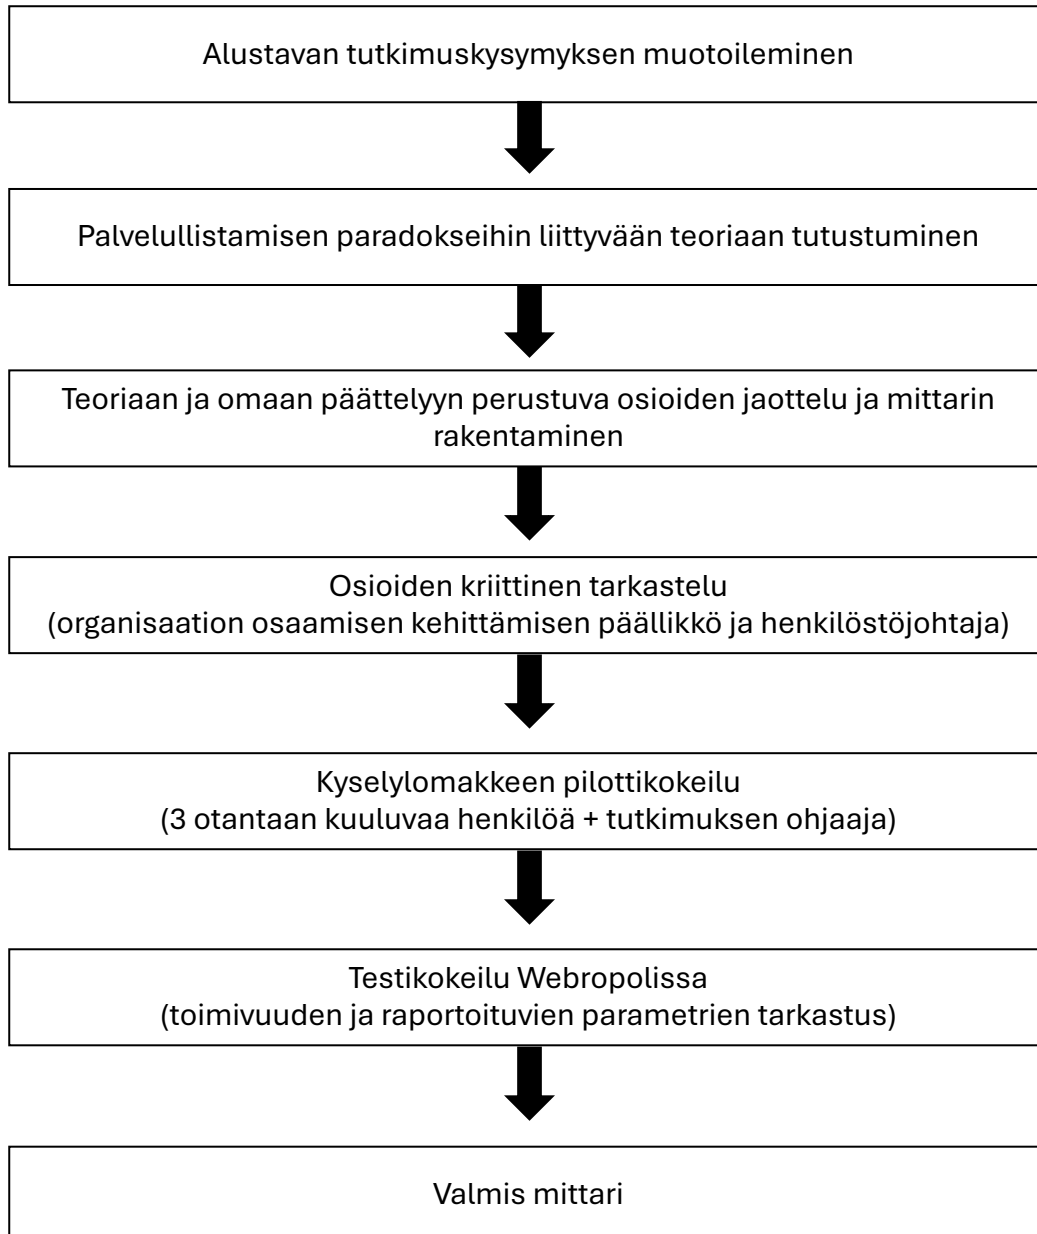 Alustavan tutkimuskysymyksen muotoileminen
Palvelullistamisen paradokseihin liittyvään teoriaan tutustuminen
Teoriaan ja omaan päättelyyn perustuva osioiden jaottelu ja mittarin
rakentaminen
Osioiden kriittinen tarkastelu
(organisaation osaamisen kehittämisen päällikkö ja henkilöstöjohtaja)
Kyselylomakkeen pilottikokeilu
(3 otantaan kuuluvaa henkilöä + tutkimuksen ohjaaja)
Testikokeilu Webropolissa
(toimivuuden ja raportoituvien parametrien tarkastus)
Valmis mittari